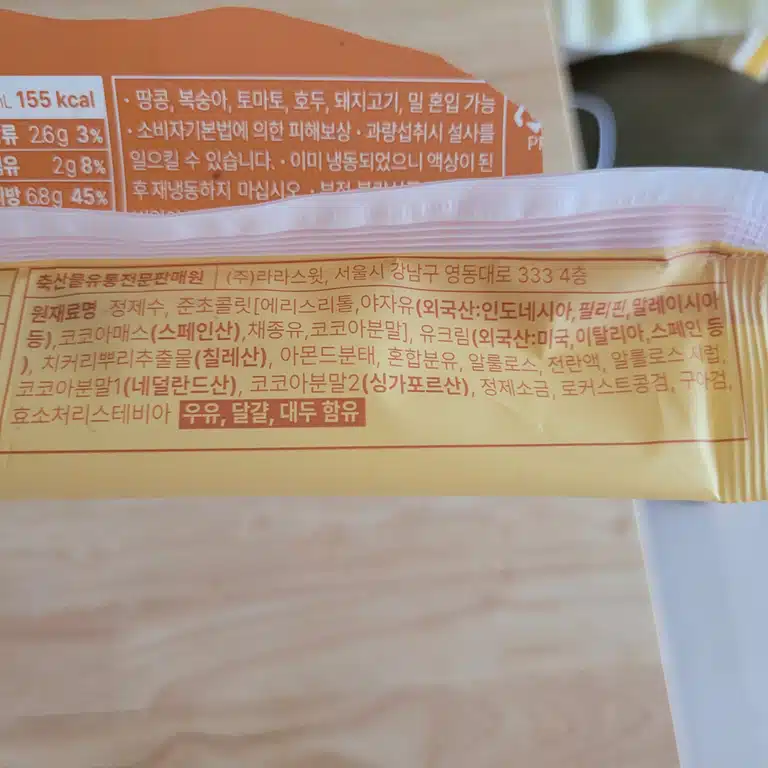 155 kcal
류 2.6g 3%
유 2g 8%
방 6.8g 45%
· 땅콩, 복숭아, 토마토, 호두, 돼지고기, 밀 혼입 가능
· 소비자기본법에 의한 피해보상 · 과량섭취시 설사를
일으킬 수 있습니다. · 이미 냉동되었으니 액상이 된
후 재냉동하지 마십시오
축산물유통전문판매원 (주)라라스윗, 서울시 강남구 영동대로 333 4층
원재료명 정제수, 준초콜릿[에리스리톨,야자유(외국산:인도네시아,필리핀,말레이시아
등),코코아매스(스페인산),채종유,코코아분말], 유크림(외국산:미국,이탈리아,스페인 등
), 치커리뿌리추출물(칠레산), 아몬드분태, 혼합분유, 알룰로스, 전란액, 알룰로스시럽,
코코아분말1(네덜란드산), 코코아분말2(싱가포르산), 정제소금, 로커스트콩검, 구아검,
효소처리스테비아 우유, 달걀, 대두 함유